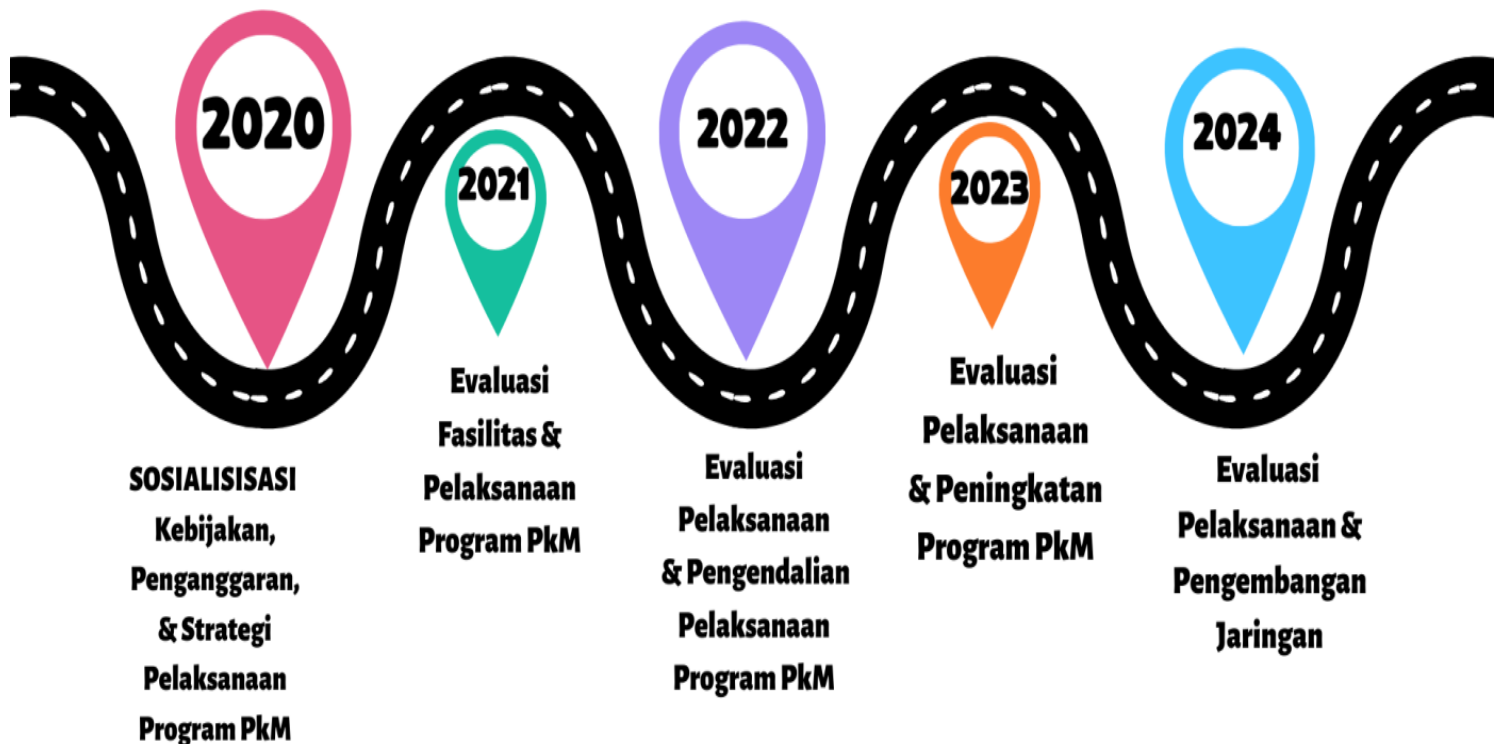 2020
SOSIALISISASI
Kebijakan,
Penganggaran,
& Strategi
Pelaksanaan
Program PkM
2021
Evaluasi
Fasilitas &
Pelaksanaan
Program PkM
2022
Evaluasi
Pelaksanaan
& Pengendalian
Pelaksanaan
Program PkM
2023
Evaluasi
Pelaksanaan
& Peningkatan
Program PkM
2024
Evaluasi
Pelaksanaan &
Pengembangan
Jaringan